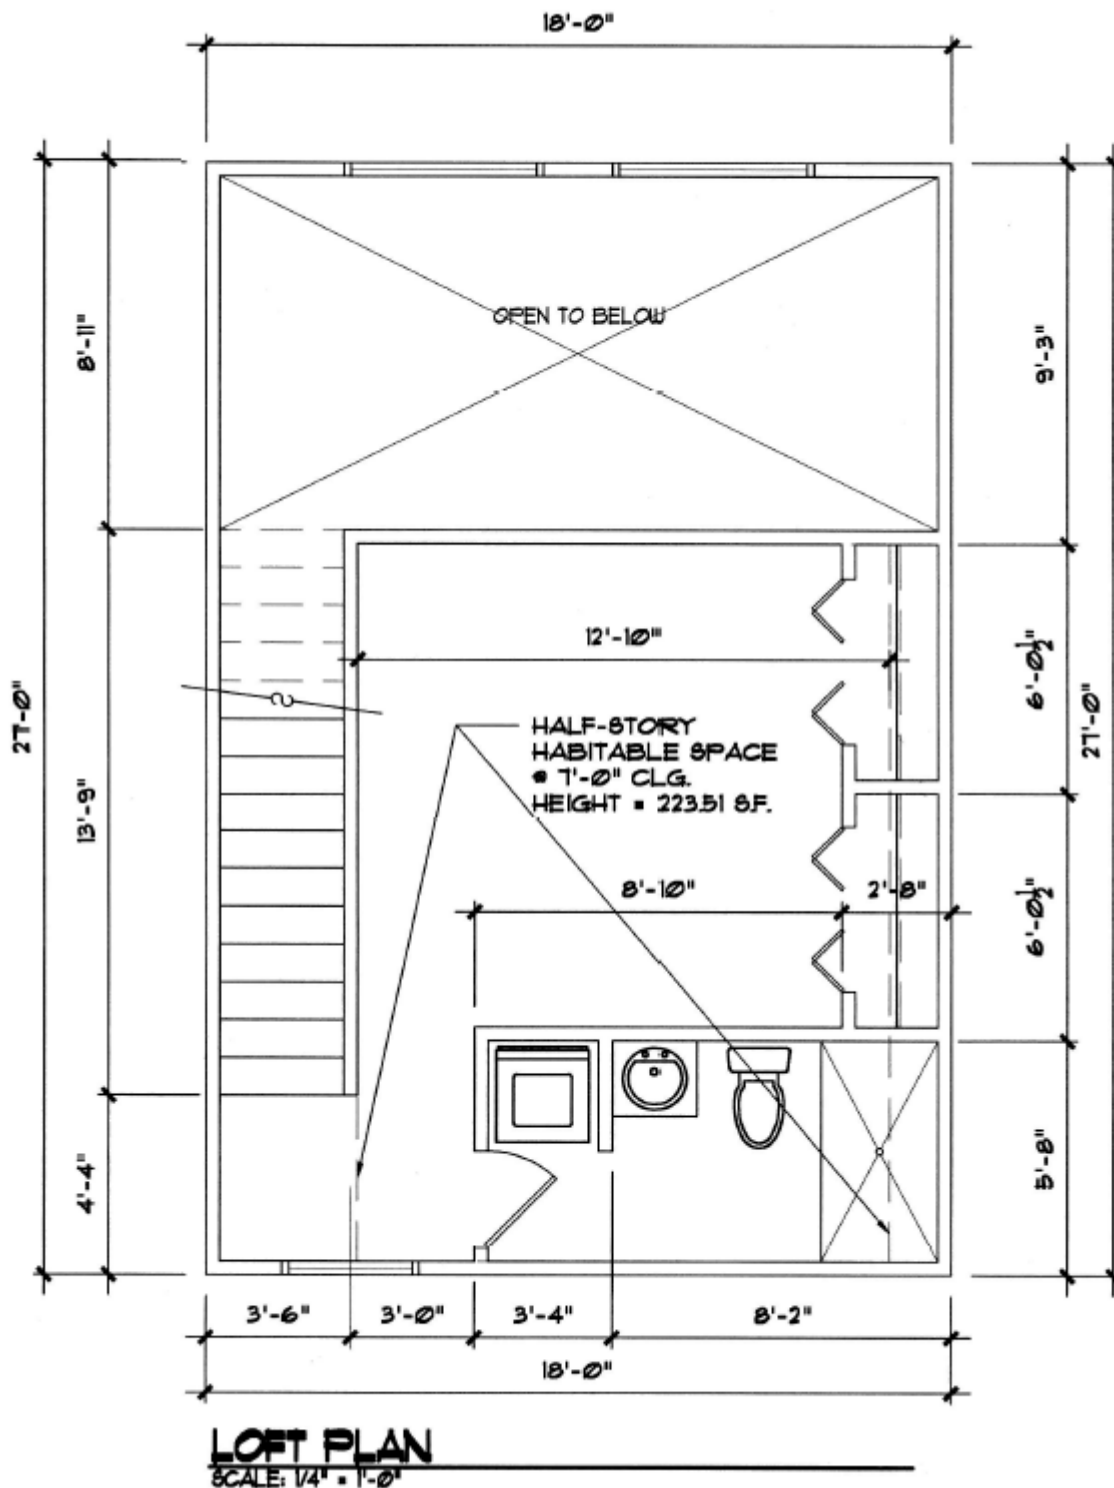 18'-0"
OPEN TO BELOW
8'-11"
9'-3"
27'-0"
13'-9"
4'-4"
12'-10"
HALF-STORY
HABITABLE SPACE
@ 7'-0" CLG.
HEIGHT = 223.51 S.F.
8'-10"
2'-8"
6'-0½"
27'-0"
6'-0½"
5'-8"
3'-6"
3'-0"
3'-4"
8'-2"
18'-0"
LOFT PLAN
SCALE: 1/4" = 1'-0"